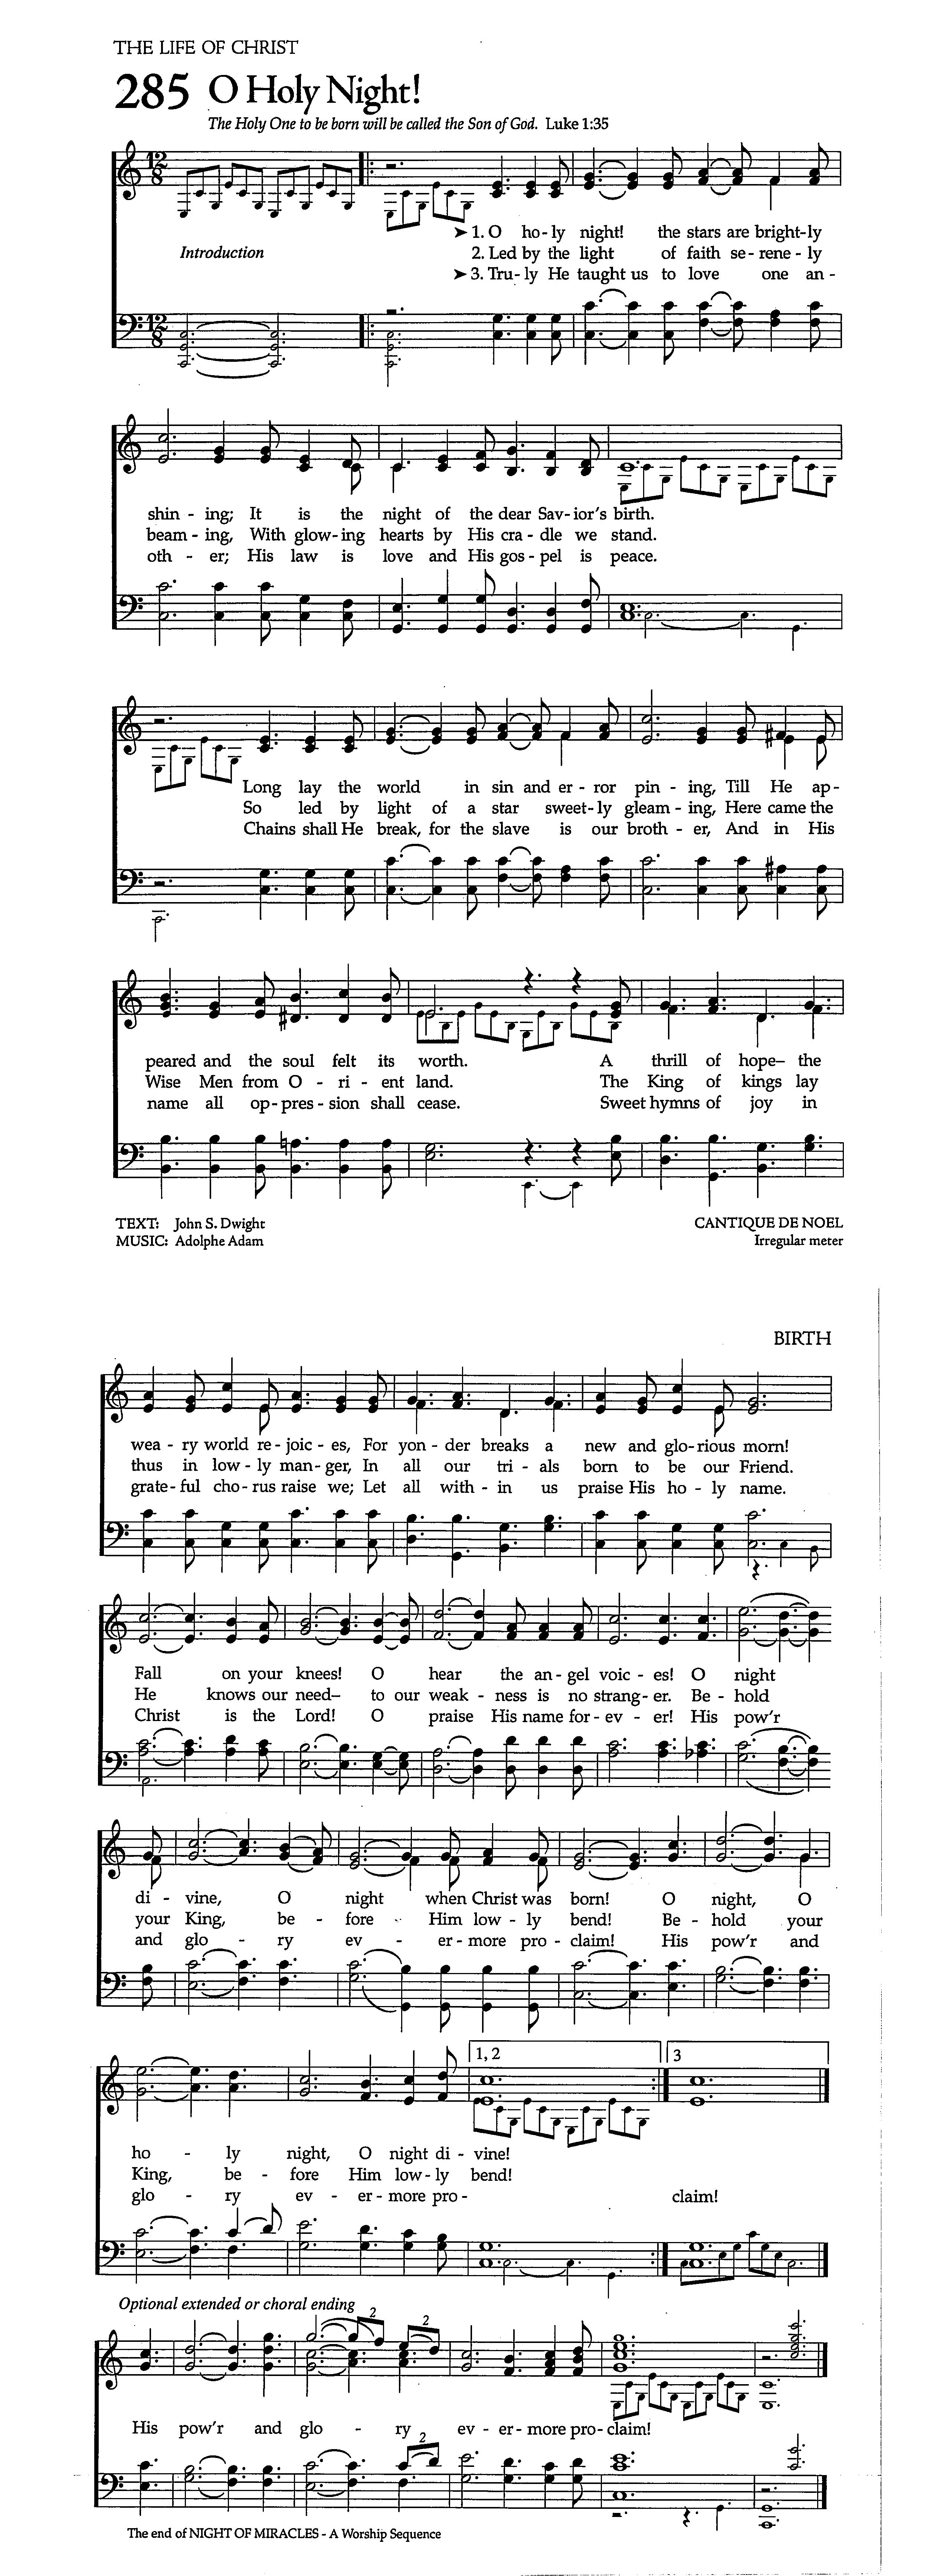 THE LIFE OF CHRIST
285 O Holy Night!
The Holy One to be born will be called the Son of God. Luke 1:35
Introduction
➤ 1. O ho - ly night! the stars are bright - ly
2. Led by the light of faith se - rene - ly
➤ 3. Tru - ly He taught us to love one an -
shin - ing; It is the night of the dear Sav - ior's birth.
beam - ing, With glow - ing hearts by His cra - dle we stand.
oth - er; His law is love and His gos - pel is peace.
Long lay the world in sin and er - ror pin - ing, Till He ap -
So led by light of a star sweet - ly gleam - ing, Here came the
Chains shall He break, for the slave is our broth - er, And in His
peared and the soul felt its worth. A thrill of hope– the
Wise Men from O - ri - ent land. The King of kings lay
name all op - pres - sion shall cease. Sweet hymns of joy in
TEXT: John S. Dwight CANTIQUE DE NOEL
MUSIC: Adolphe Adam Irregular meter
BIRTH
wea - ry world re - joic - es, For yon - der breaks a new and glo - rious morn!
thus in low - ly man - ger, In all our tri - als born to be our Friend.
grate - ful cho - rus raise we; Let all with - in us praise His ho - ly name.
Fall on your knees! O hear the an - gel voic - es! O night
He knows our need– to our weak - ness is no strang - er. Be - hold
Christ is the Lord! O praise His name for - ev - er! His pow'r
di - vine, O night when Christ was born! O night, O
your King, be - fore Him low - ly bend! Be - hold your
and glo - ry ev - er - more pro - claim! His pow'r and
1, 2 3
ho - ly night, O night di - vine!
King, be - fore Him low - ly bend!
glo - ry ev - er - more pro - claim!
Optional extended or choral ending
2 2
His pow'r and glo - ry ev - er - more pro - claim!
2
The end of NIGHT OF MIRACLES - A Worship Sequence